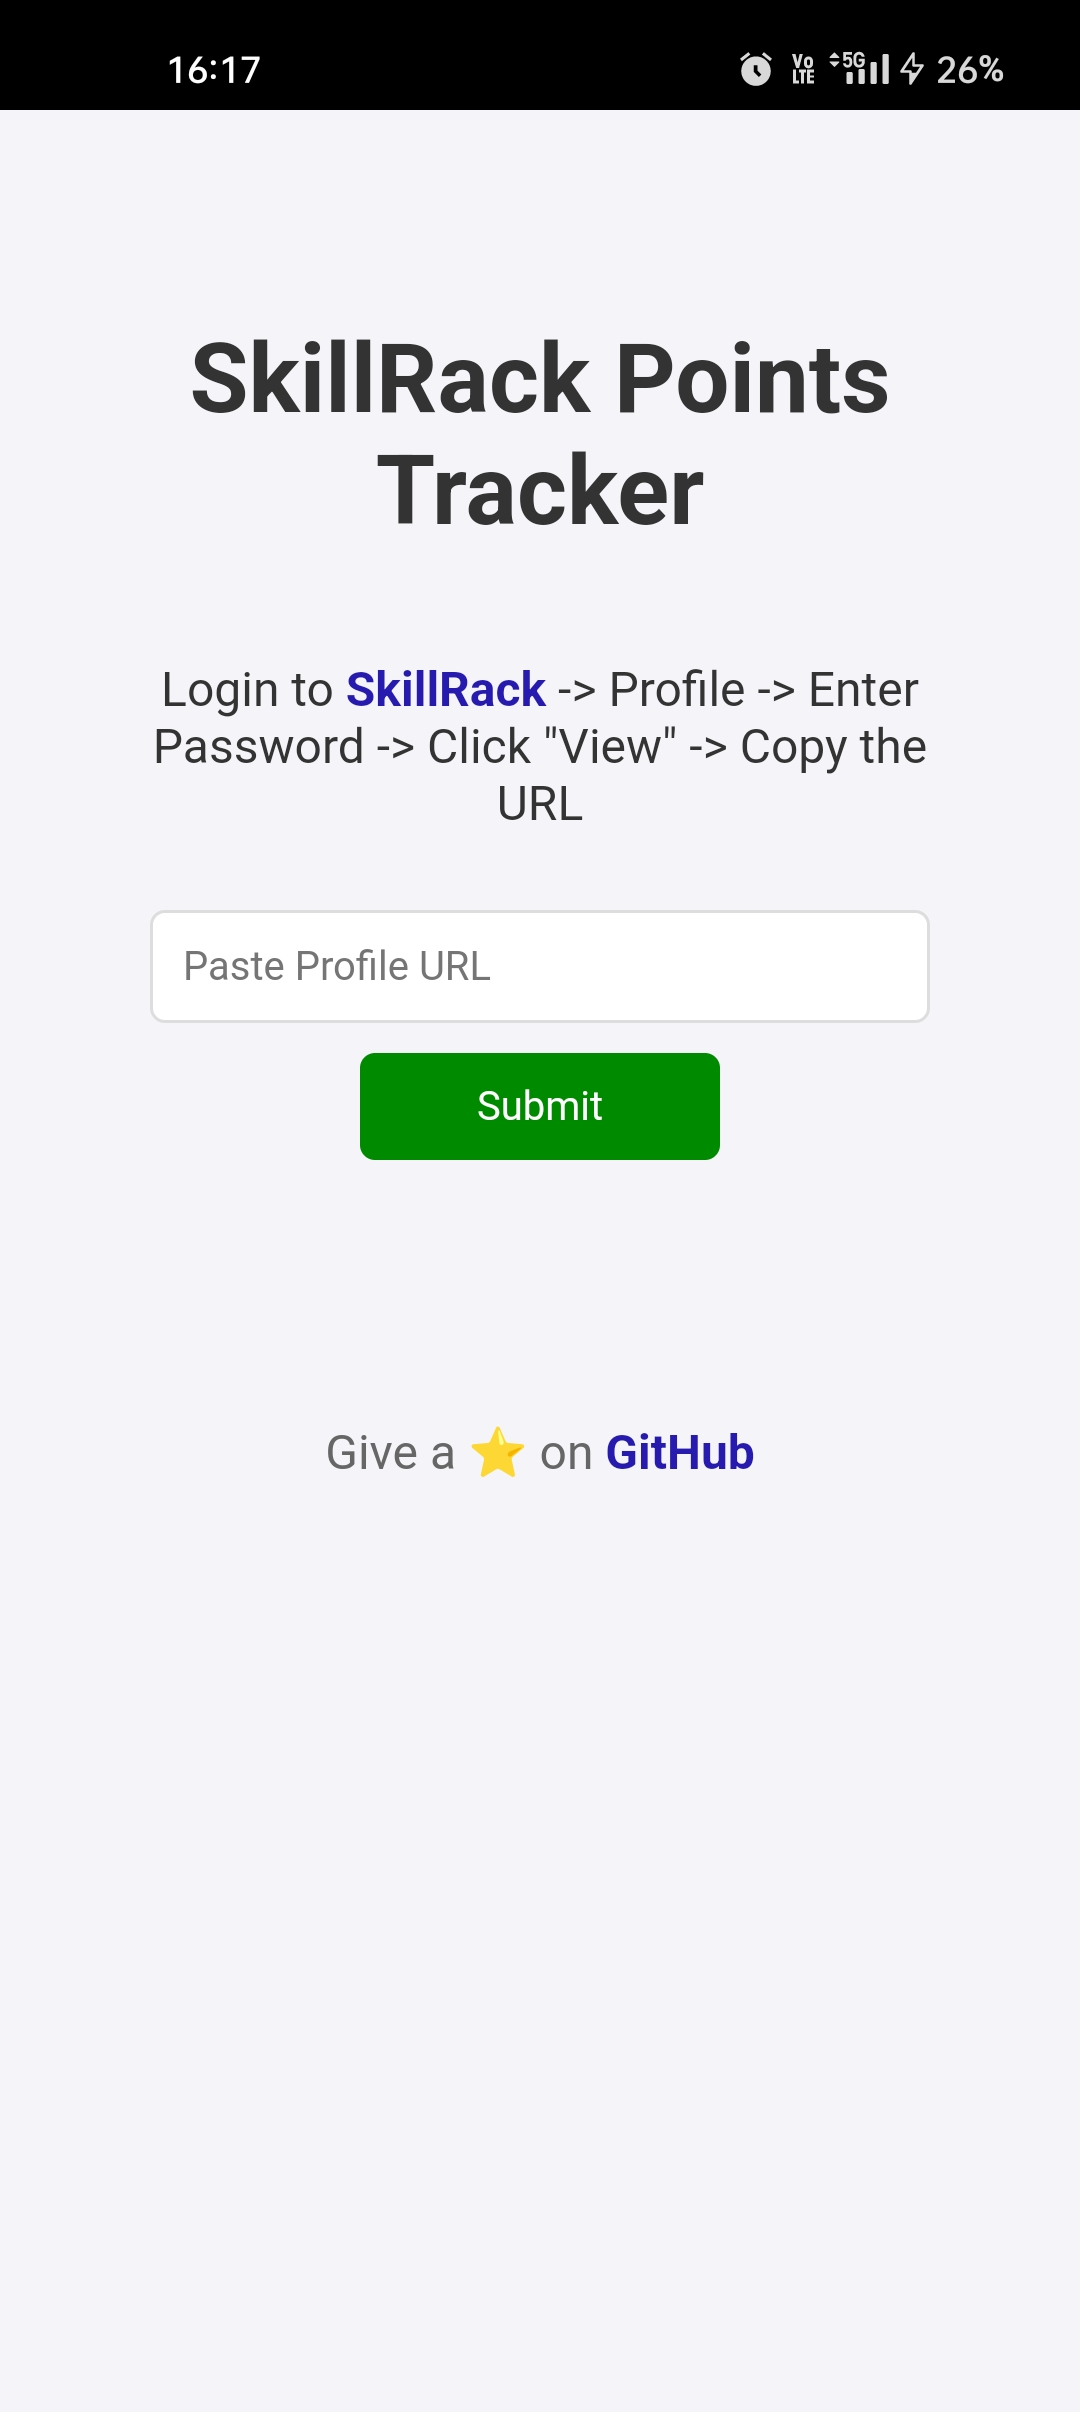 16:17 Vo LTE 5G 26%
SkillRack Points
Tracker
Login to SkillRack -> Profile -> Enter
Password -> Click "View" -> Copy the
URL
Paste Profile URL
Submit
Give a ⭐ on GitHub